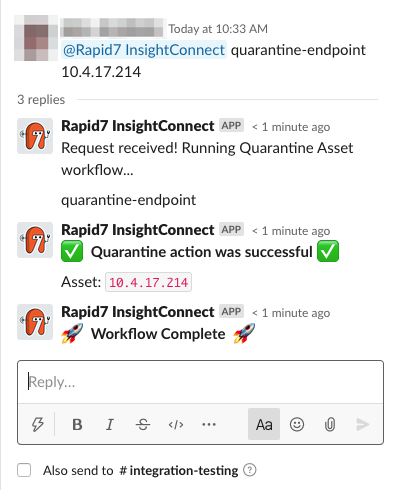 Today at 10:33 AM
@Rapid7 InsightConnect quarantine-endpoint
10.4.17.214
3 replies
Rapid7 InsightConnect APP < 1 minute ago
Request received! Running Quarantine Asset
workflow...
quarantine-endpoint
Rapid7 InsightConnect APP < 1 minute ago
Quarantine action was successful
Asset: 10.4.17.214
Rapid7 InsightConnect APP < 1 minute ago
Workflow Complete
Reply...
B I S </> ... Aa
Also send to # integration-testing ?